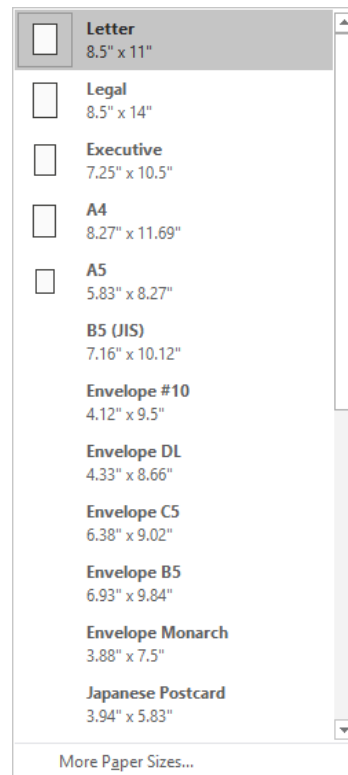 Letter
8.5" x 11"
Legal
8.5" x 14"
Executive
7.25" x 10.5"
A4
8.27" x 11.69"
A5
5.83" x 8.27"
B5 (JIS)
7.16" x 10.12"
Envelope #10
4.12" x 9.5"
Envelope DL
4.33" x 8.66"
Envelope C5
6.38" x 9.02"
Envelope B5
6.93" x 9.84"
Envelope Monarch
3.88" x 7.5"
Japanese Postcard
3.94" x 5.83"
More Paper Sizes...